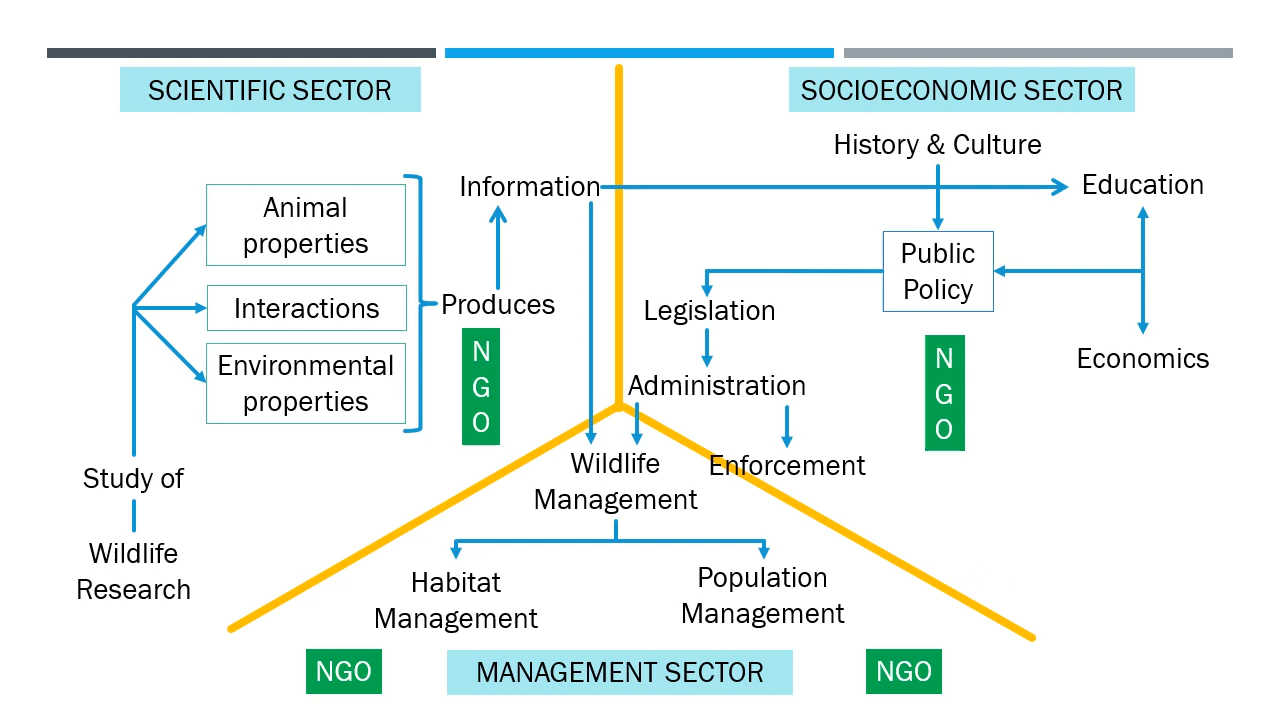 SCIENTIFIC SECTOR
SOCIOECONOMIC SECTOR
History & Culture
Information
Education
Animal
properties
Public
Policy
Interactions
Produces
Legislation
Environmental
properties
N
G
O
N
G
O
Economics
Administration
Study of
Wildlife
Management
Enforcement
Wildlife
Research
Habitat
Management
Population
Management
NGO
MANAGEMENT SECTOR
NGO